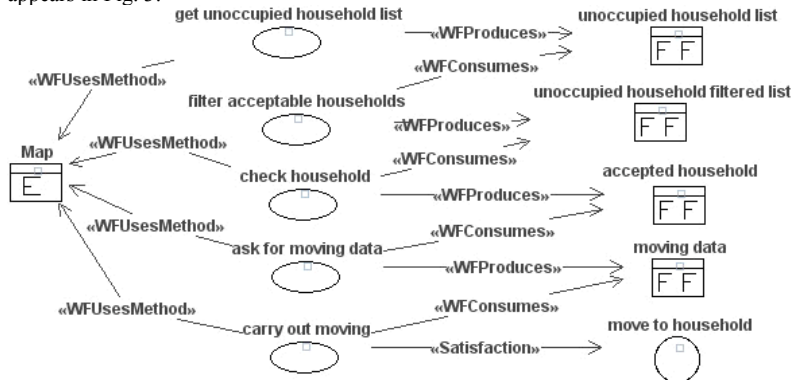 appears in Fig. 5.
get unoccupied household list
unoccupied household list
«WFProduces»
F F
«WFConsumes»
«WFUsesMethod»
filter acceptable households
unoccupied household filtered list
«WFProduces»
F F
«WFUsesMethod»
Map
E
«WFConsumes»
check household
accepted household
«WFProduces»
F F
«WFUsesMethod»
«WFConsumes»
ask for moving data
moving data
«WFProduces»
F F
«WFUsesMethod»
«WFConsumes»
carry out moving
move to household
«Satisfaction»